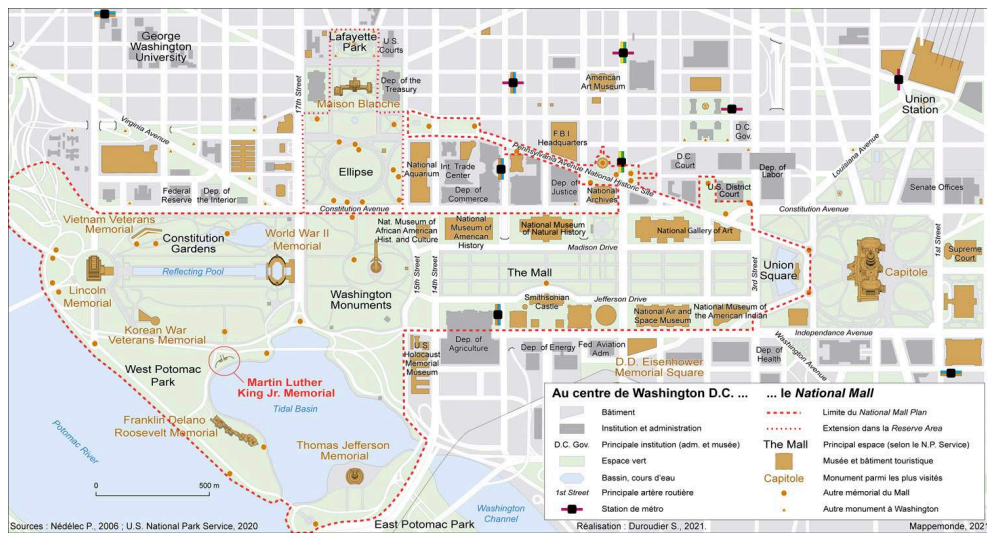 George
Washington
University
Lafayette
Park
U.S.
Courts
Dep. of the
Treasury
Maison Blanche
17th Street
Virginia Avenue
American
Art Museum
Union
Station
F.B.I
Headquarters
D.C.
Gov.
Louisiana Avenue
Pennsylvania Avenue National Historic Site
Ellipse
National
Aquarium
Int. Trade
Center
Dep. of
Commerce
Dep. of
Justice
National
Archives
D.C.
Court
Dep. of
Labor
U.S. District
Court
Senate Offices
Federal
Reserve
Dep. of
the Interior
Constitution Avenue
Constitution Avenue
Vietnam Veterans
Memorial
Constitution
Gardens
World War II
Memorial
Nat. Museum of
African American
Hist. and Culture
National
Museum of
American
History
National Museum
of Natural History
National Gallery of Art
Madison Drive
1st Street
Supreme
Court
Reflecting Pool
Lincoln
Memorial
Washington
Monuments
15th Street
14th Street
The Mall
3rd Street
Union
Square
Capitole
Smithsonian
Castle
Jefferson Drive
National Air and
Space Museum
National Museum of
the American Indian
Independence Avenue
Washington Avenue
Korean War
Veterans Memorial
West Potomac
Park
Martin Luther
King Jr. Memorial
U.S.
Holocaust
Memorial
Museum
Dep. of
Agriculture
Dep. of Energy
Fed. Aviation
Adm.
D.D. Eisenhower
Memorial Square
Dep. of
Health
Tidal Basin
Franklin Delano
Roosevelt Memorial
Thomas Jefferson
Memorial
Potomac River
0
500 m
Washington
Channel
East Potomac Park
Au centre de Washington D.C. ...
Bâtiment
Institution et administration
D.C. Gov. Principale institution (adm. et musée)
Espace vert
Bassin, cours d'eau
1st Street Principale artère routière
Station de métro
... le National Mall
Limite du National Mall Plan
Extension dans la Reserve Area
The Mall Principal espace (selon le N.P. Service)
Musée et bâtiment touristique
Capitole Monument parmi les plus visités
Autre mémorial du Mall
Autre monument à Washington
Sources : Nédélec P., 2006 ; U.S. National Park Service, 2020
Réalisation : Duroudier S., 2021.
Mappemonde, 2021